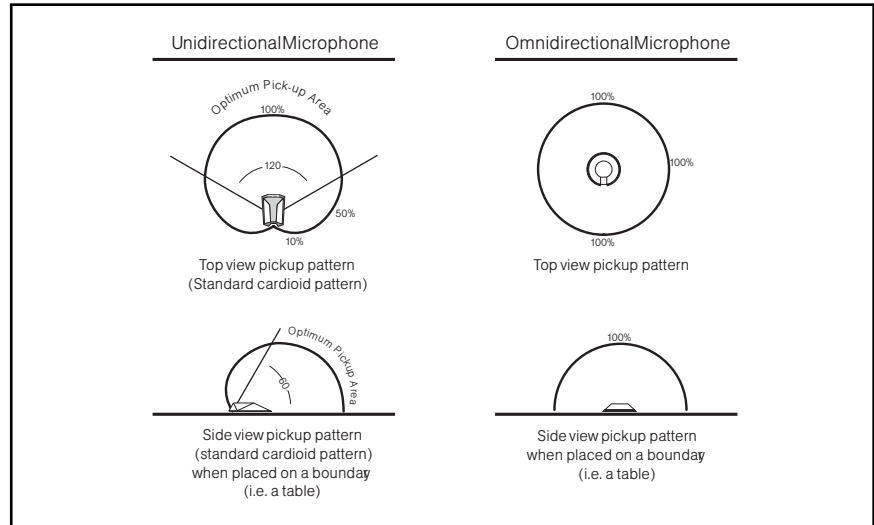 UnidirectionalMicrophone
Optimum Pick-up Area
100%
120
50%
10%
Top view pickup pattern
(Standard cardioid pattern)
Optimum Pickup Area
60
Side view pickup pattern
(standard cardioid pattern)
when placed on a boundary
(i.e. a table)
OmnidirectionalMicrophone
100%
100%
100%
Top view pickup pattern
100%
Side view pickup pattern
when placed on a boundary
(i.e. a table)